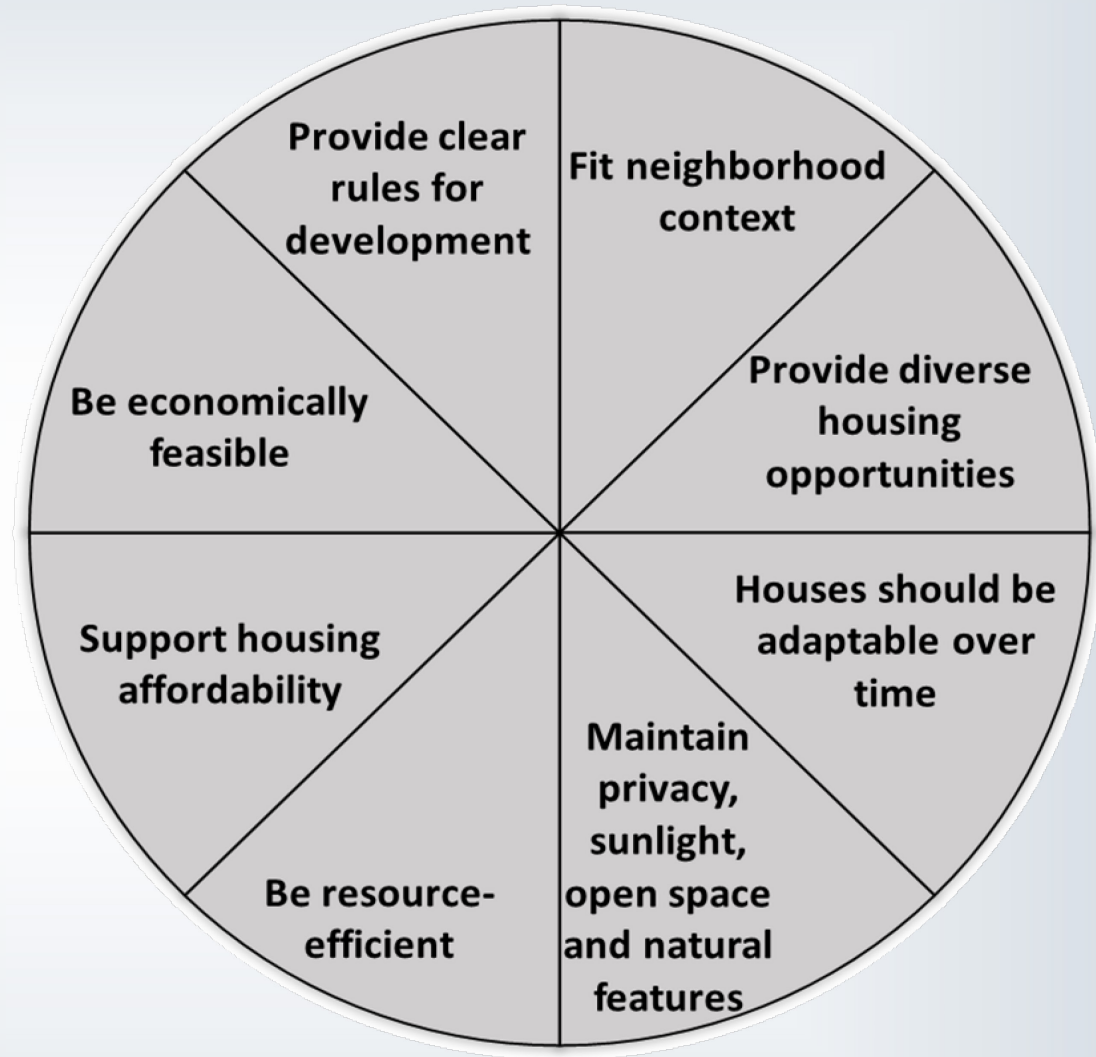 Provide clear
rules for
development
Fit neighborhood
context
Provide diverse
housing
opportunities
Houses should be
adaptable over
time
Maintain
privacy,
sunlight,
open space
and natural
features
Be resource-
efficient
Support housing
affordability
Be economically
feasible